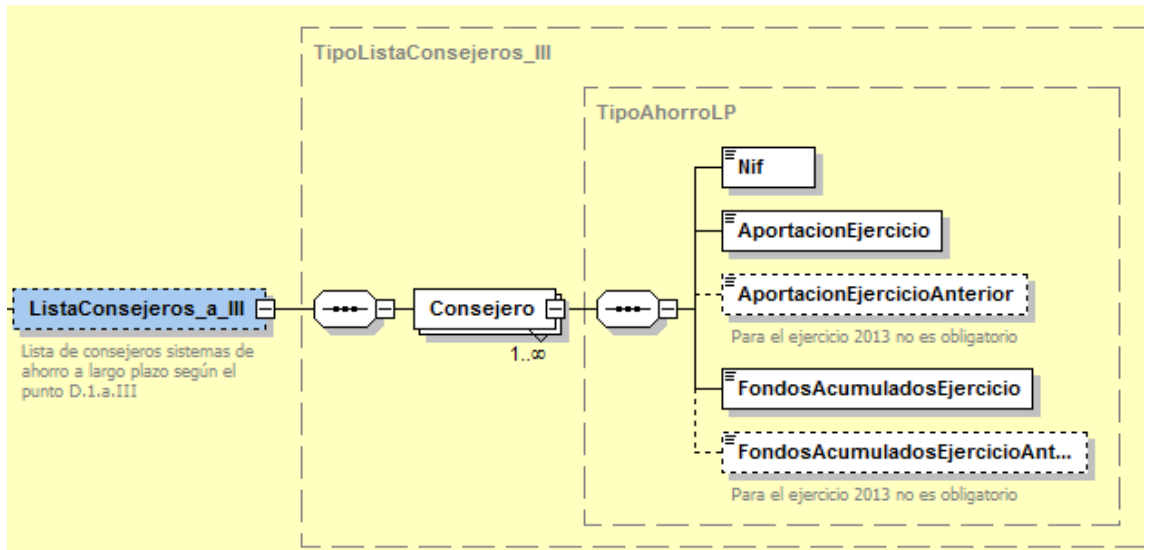 TipoListaConsejeros_III
TipoAhorroLP
Nif
AportacionEjercicio
ListaConsejeros_a_III
Consejero
AportacionEjercicioAnterior
Para el ejercicio 2013 no es obligatorio
Lista de consejeros sistemas de
ahorro a largo plazo según el
punto D.1.a.III
1..∞
FondosAcumuladosEjercicio
FondosAcumuladosEjercicioAnt...
Para el ejercicio 2013 no es obligatorio